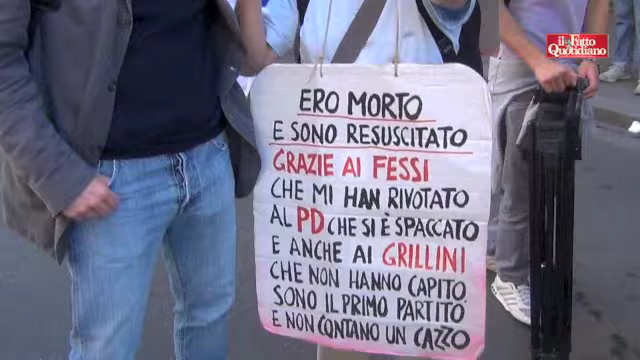 il Fatto
Quotidiano
ERO MORTO
E SONO RESUSCITATO
GRAZIE AI FESSI
CHE MI HAN RIVOTATO
AL PD CHE SI È SPACCATO
E ANCHE AI GRILLINI
CHE NON HANNO CAPITO
SONO IL PRIMO PARTITO
E NON CONTANO UN CAZZO